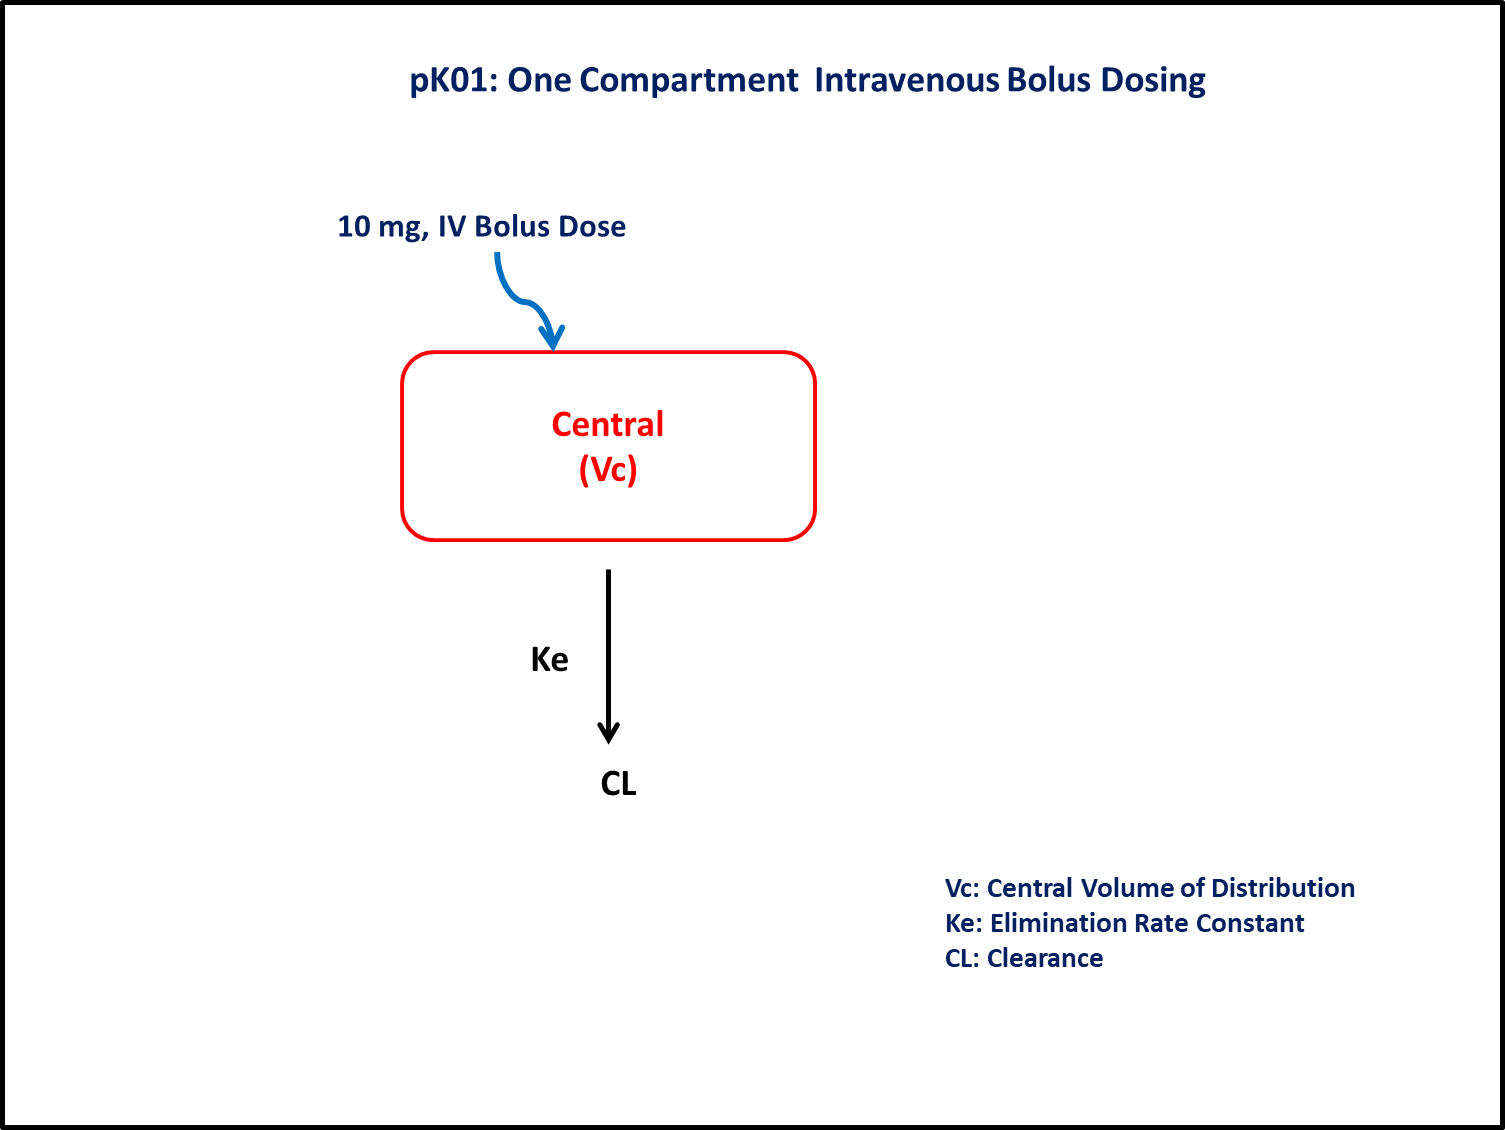 pK01: One Compartment Intravenous Bolus Dosing
10 mg, IV Bolus Dose
Central
(Vc)
Ke
CL
Vc: Central Volume of Distribution
Ke: Elimination Rate Constant
CL: Clearance